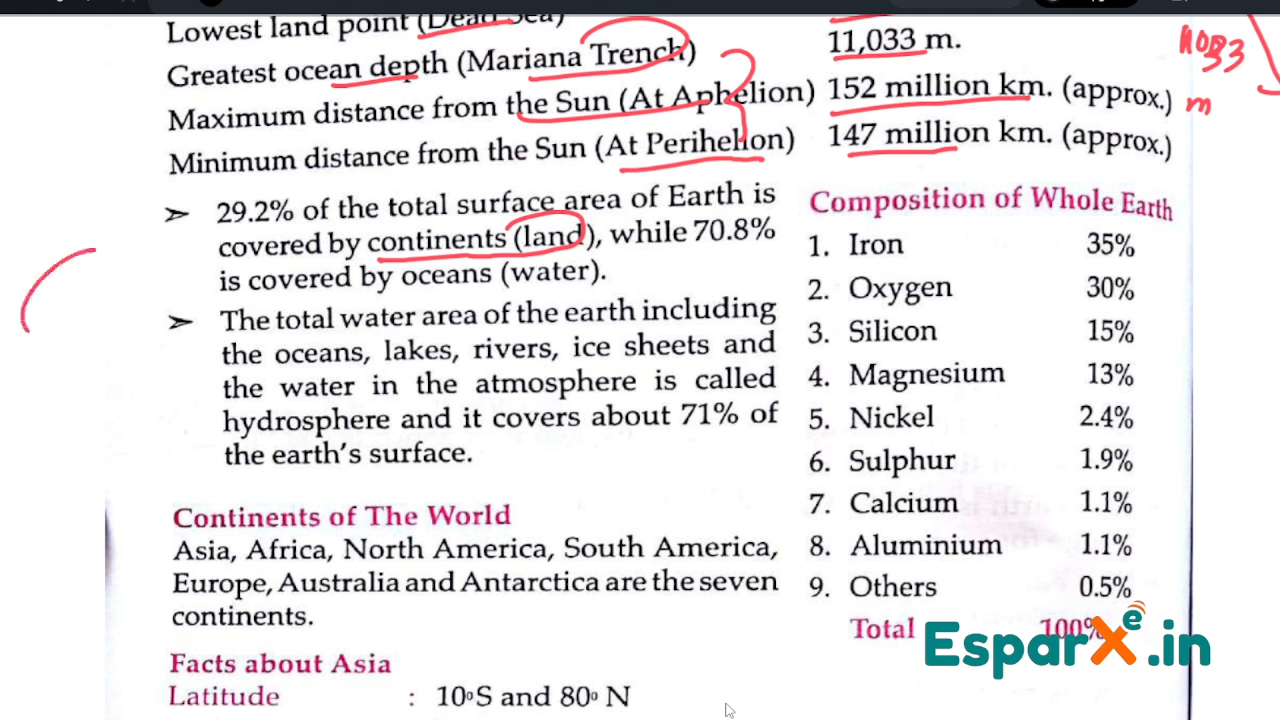 Lowest land point (Dead Sea)
Greatest ocean depth (Mariana Trench) 11,033 m.
Maximum distance from the Sun (At Aphelion) 152 million km. (approx.)
Minimum distance from the Sun (At Perihelion) 147 million km. (approx.)
➢ 29.2% of the total surface area of Earth is
covered by continents (land), while 70.8%
is covered by oceans (water).
➢ The total water area of the earth including
the oceans, lakes, rivers, ice sheets and
the water in the atmosphere is called
hydrosphere and it covers about 71% of
the earth's surface.
Continents of The World
Asia, Africa, North America, South America,
Europe, Australia and Antarctica are the seven
continents.
Facts about Asia
Latitude : 10°S and 80° N
m
Composition of Whole Earth
1. Iron 35%
2. Oxygen 30%
3. Silicon 15%
4. Magnesium 13%
5. Nickel 2.4%
6. Sulphur 1.9%
7. Calcium 1.1%
8. Aluminium 1.1%
9. Others 0.5%
Total 100%
EsparXe.in